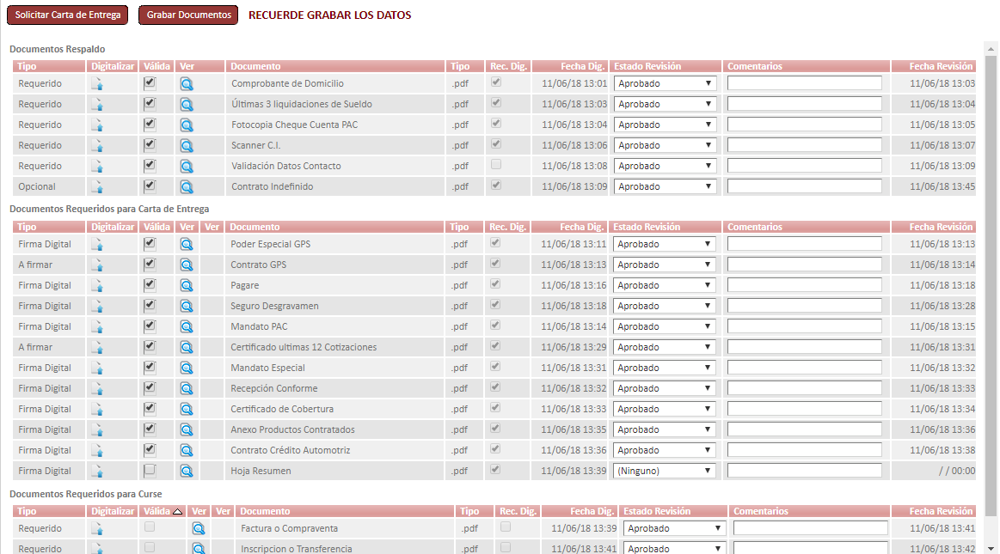 Solicitar Carta de Entrega Grabar Documentos RECUERDE GRABAR LOS DATOS
Documentos Respaldo
Tipo Digitalizar Válida Ver Documento Tipo Rec. Dig. Fecha Dig. Estado Revisión Comentarios Fecha Revisión
Requerido Comprobante de Domicilio .pdf 11/06/18 13:01 Aprobado 11/06/18 13:03
Requerido Últimas 3 liquidaciones de Sueldo .pdf 11/06/18 13:03 Aprobado 11/06/18 13:04
Requerido Fotocopia Cheque Cuenta PAC .pdf 11/06/18 13:04 Aprobado 11/06/18 13:05
Requerido Scanner C.I. .pdf 11/06/18 13:06 Aprobado 11/06/18 13:07
Requerido Validación Datos Contacto .pdf 11/06/18 13:08 Aprobado 11/06/18 13:09
Opcional Contrato Indefinido .pdf 11/06/18 13:09 Aprobado 11/06/18 13:45
Documentos Requeridos para Carta de Entrega
Tipo Digitalizar Válida Ver Ver Documento Tipo Rec. Dig. Fecha Dig. Estado Revisión Comentarios Fecha Revisión
Firma Digital Poder Especial GPS .pdf 11/06/18 13:11 Aprobado 11/06/18 13:13
A firmar Contrato GPS .pdf 11/06/18 13:13 Aprobado 11/06/18 13:14
Firma Digital Pagare .pdf 11/06/18 13:16 Aprobado 11/06/18 13:18
Firma Digital Seguro Desgravamen .pdf 11/06/18 13:18 Aprobado 11/06/18 13:28
Firma Digital Mandato PAC .pdf 11/06/18 13:14 Aprobado 11/06/18 13:15
A firmar Certificado ultimas 12 Cotizaciones .pdf 11/06/18 13:29 Aprobado 11/06/18 13:31
Firma Digital Mandato Especial .pdf 11/06/18 13:31 Aprobado 11/06/18 13:32
Firma Digital Recepción Conforme .pdf 11/06/18 13:32 Aprobado 11/06/18 13:33
Firma Digital Certificado de Cobertura .pdf 11/06/18 13:33 Aprobado 11/06/18 13:34
Firma Digital Anexo Productos Contratados .pdf 11/06/18 13:35 Aprobado 11/06/18 13:36
Firma Digital Contrato Crédito Automotriz .pdf 11/06/18 13:36 Aprobado 11/06/18 13:38
Firma Digital Hoja Resumen .pdf 11/06/18 13:39 (Ninguno) / / 00:00
Documentos Requeridos para Curse
Tipo Digitalizar Válida Ver Ver Documento Tipo Rec. Dig. Fecha Dig. Estado Revisión Comentarios Fecha Revisión
Requerido Factura o Compraventa .pdf 11/06/18 13:39 Aprobado 11/06/18 13:41
Requerido Inscripcion o Transferencia .pdf 11/06/18 13:41 Aprobado 11/06/18 13:42